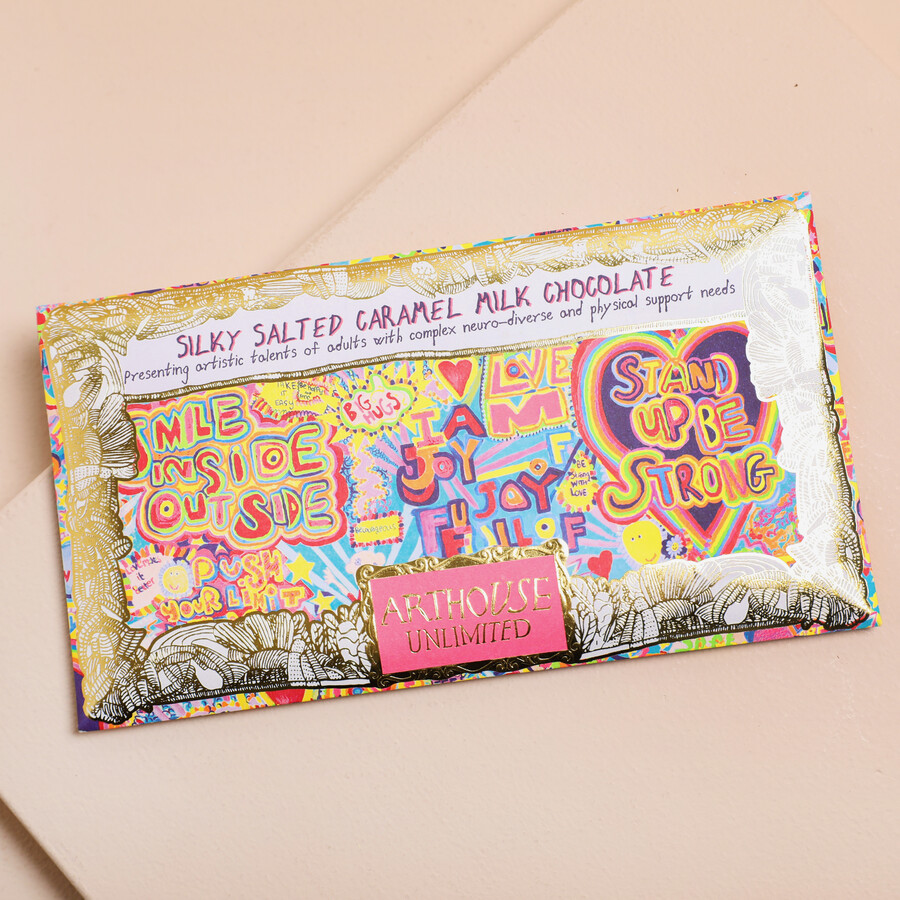 SILKY SALTED CARAMEL MILK CHOCOLATE
Presenting artistic talents of adults with complex neuro-diverse and physical support needs
SMILE
INSIDE
OUTSIDE
BIG
HUGS
I AM
JOY
FU
LOVE
M
OF
JOY
FULL OF
BE
STRONG
WITH
LOVE
STAND
UP BE
STRONG
PUSH
YOUR LIMIT
ARTHOUSE
UNLIMITED